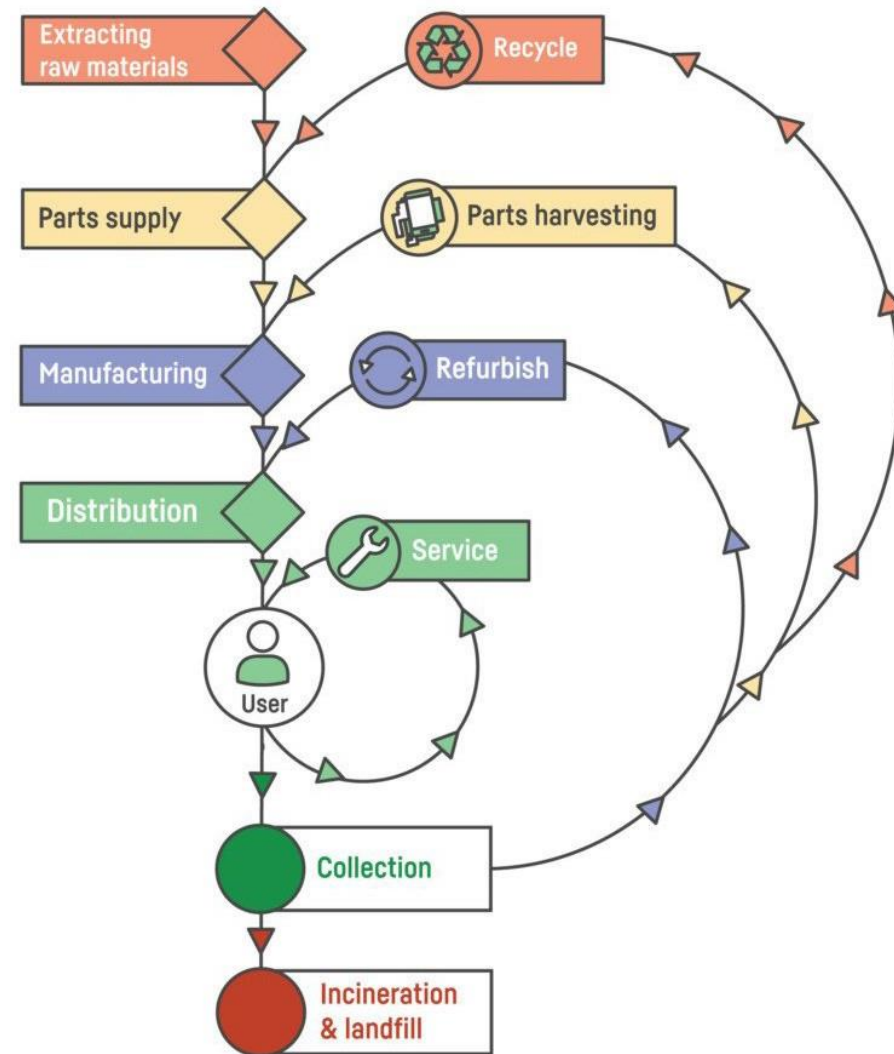 Extracting
raw materials
Recycle
Parts supply
Parts harvesting
Manufacturing
Refurbish
Distribution
Service
User
Collection
Incineration
& landfill